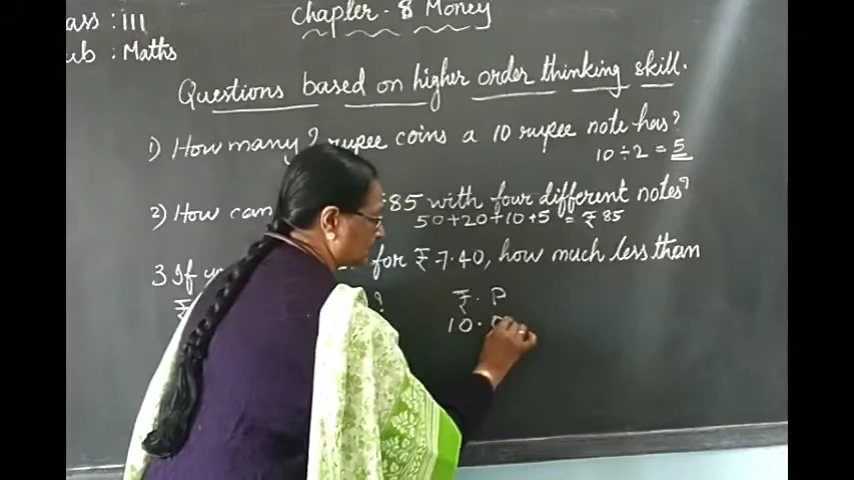 ass : III
ub : Maths
Chapter - 8 Money
Questions based on higher order thinking skill.
1) How many 2 rupee coins a 10 rupee note has?
10 ÷ 2 = 5
2) How can 85 with four different notes?
50+20+10+5 = ₹ 85
3 If for ₹ 7.40, how much less than
₹ ?
₹. P
10.